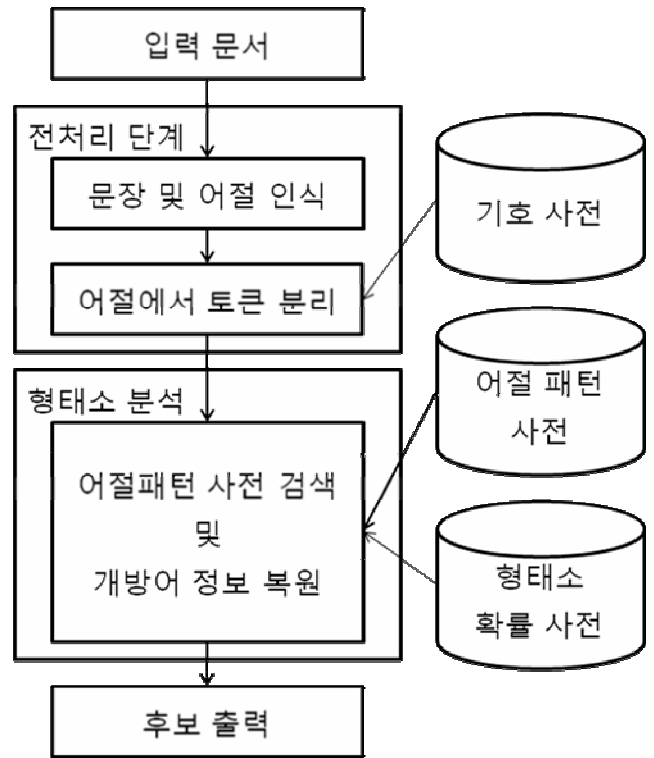 입력 문서
전처리 단계
문장 및 어절 인식
어절에서 토큰 분리
기호 사전
형태소 분석
어절패턴 사전 검색
및
개방어 정보 복원
어절 패턴
사전
형태소
확률 사전
후보 출력